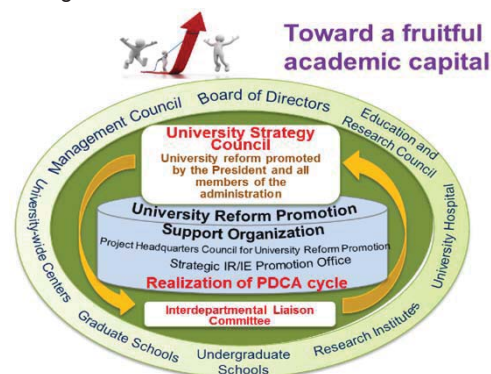 Toward a fruitful
academic capital
Management Council
Board of Directors
Education and
Research Council
University Strategy
Council
University reform promoted
by the President and all
members of the
administration
University Reform Promotion
Support Organization
Project Headquarters Council for University Reform Promotion
Strategic IR/IE Promotion Office
Realization of PDCA cycle
Interdepartmental Liaison
Committee
University-wide Centers
University Hospital
Graduate Schools
Undergraduate
Schools
Research Institutes